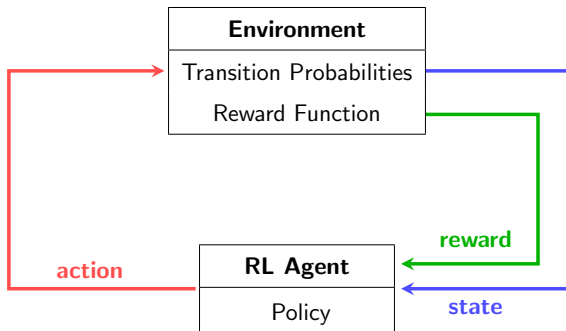 Environment
Transition Probabilities
Reward Function
reward
action
RL Agent
state
Policy